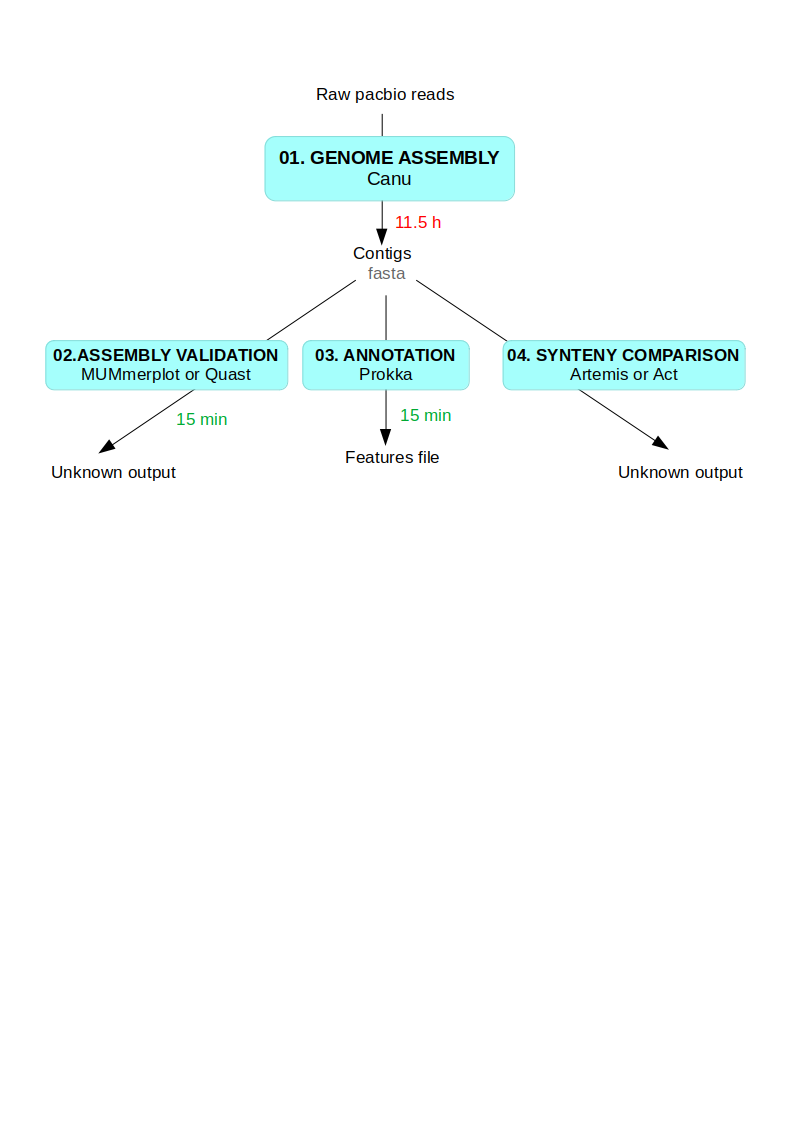 Raw pacbio reads
01. GENOME ASSEMBLY
Canu
11.5 h
Contigs
fasta
02.ASSEMBLY VALIDATION
MUMmerplot or Quast
03. ANNOTATION
Prokka
04. SYNTENY COMPARISON
Artemis or Act
15 min
15 min
Unknown output
Features file
Unknown output